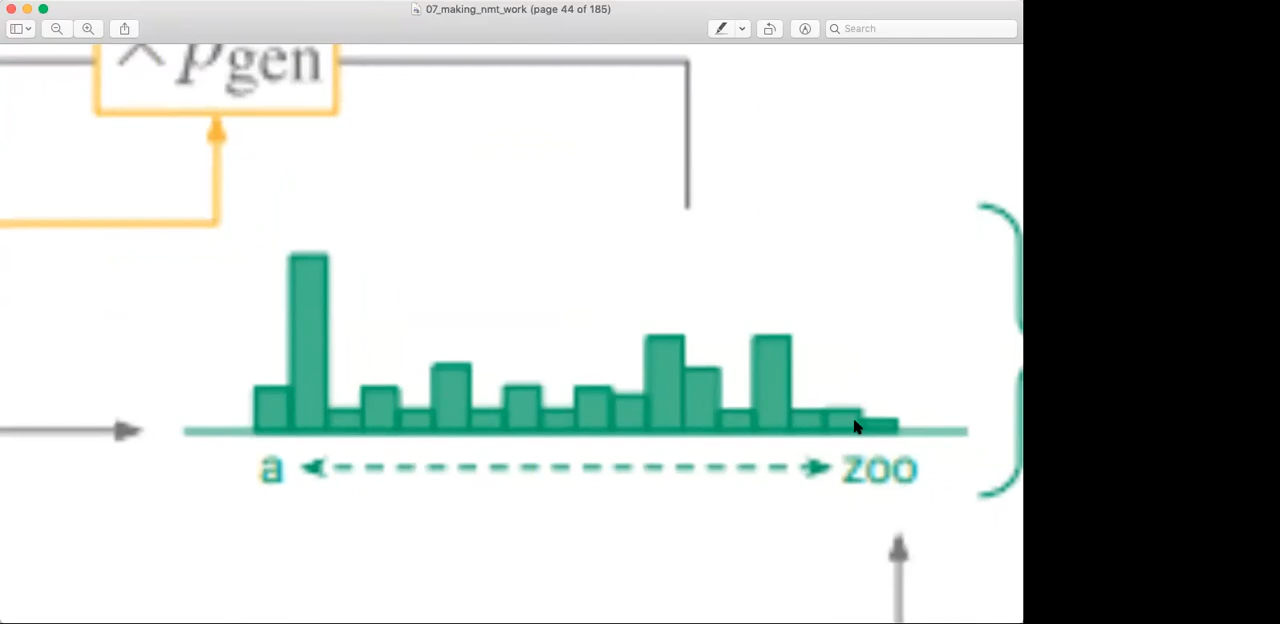 07_making_nmt_work (page 44 of 185)
Search
× pgen
a
zoo